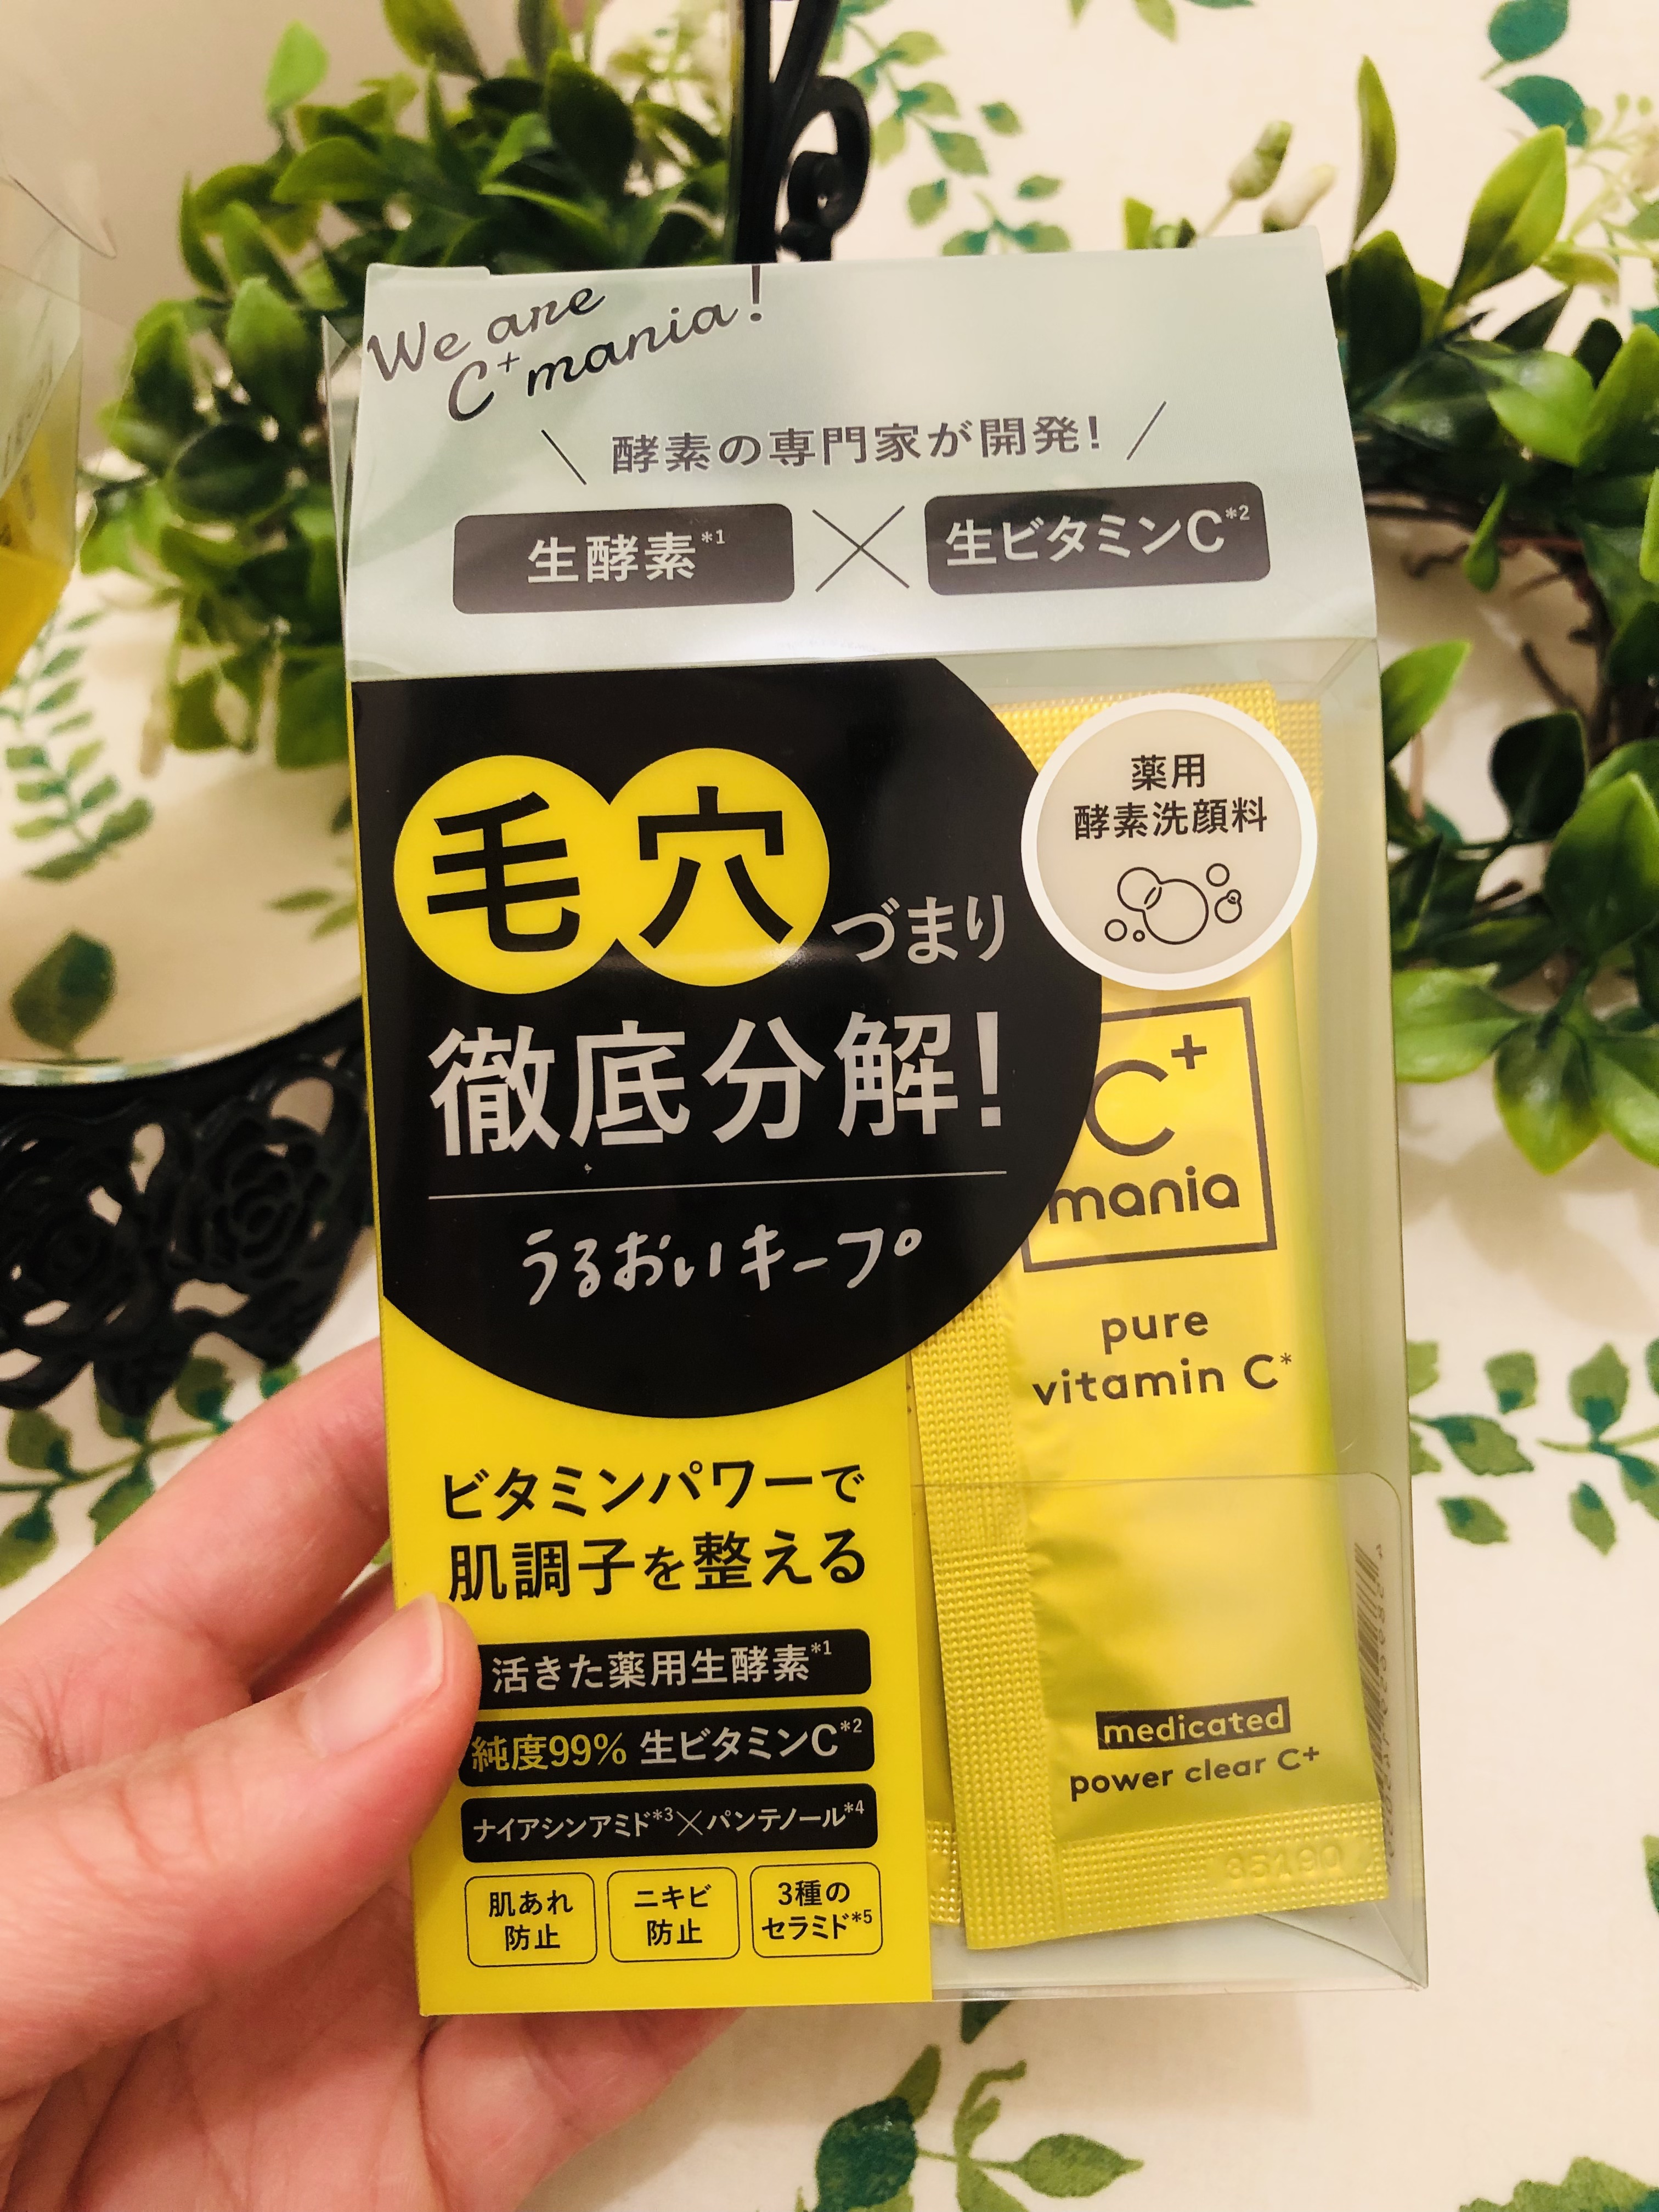 We are
C+mania!
酵素の専門家が開発!
生酵素*1 × 生ビタミンC*2
毛穴づまり
徹底分解!
うるおいキープ
ビタミンパワーで
肌調子を整える
活きた薬用生酵素*1
純度99% 生ビタミンC*2
ナイアシンアミド*3×パンテノール*4
肌あれ
防止
ニキビ
防止
3種の
セラミド*5
薬用
酵素洗顔料
C+
mania
pure
vitamin C*
medicated
power clear C+